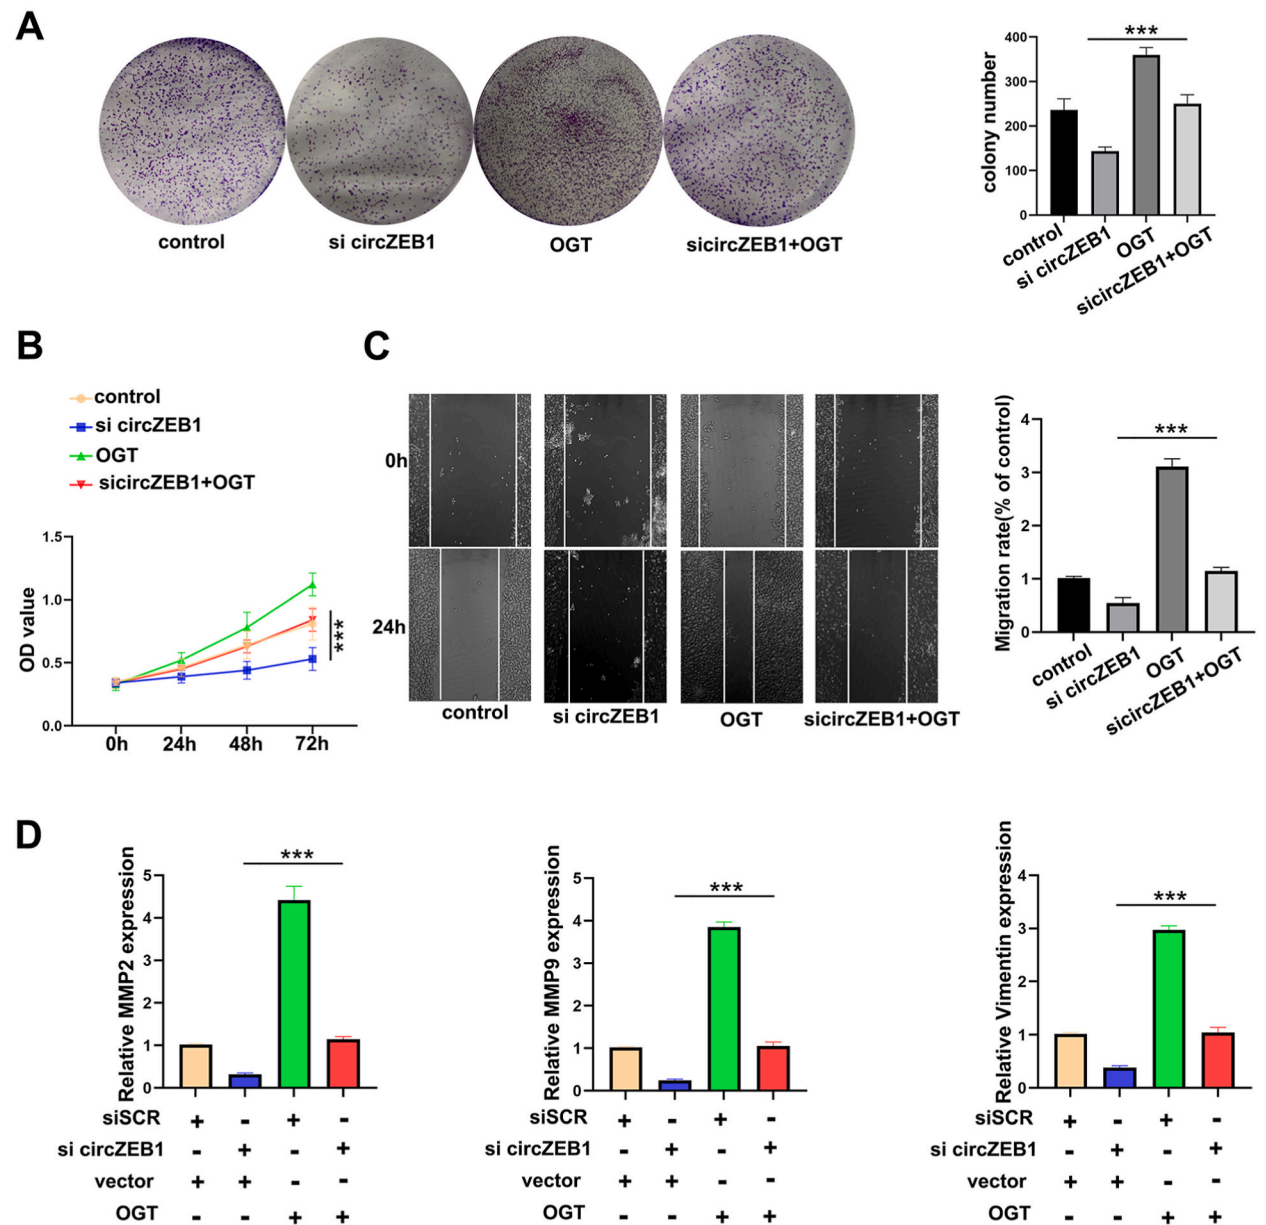 A
control
si circZEB1
OGT
sicircZEB1+OGT
colony number
400
300
200
100
0
***
control
si circZEB1
OGT
sicircZEB1+OGT
B
control
si circZEB1
OGT
sicircZEB1+OGT
OD value
1.5
1.0
0.5
0.0
0h
24h
48h
72h
***
C
0h
24h
control
si circZEB1
OGT
sicircZEB1+OGT
Migration rate(% of control)
4
3
2
1
0
***
control
si circZEB1
OGT
sicircZEB1+OGT
D
Relative MMP2 expression
5
4
3
2
1
0
***
siSCR + - + -
si circZEB1 - + - +
vector + + - -
OGT - - + +
Relative MMP9 expression
5
4
3
2
1
0
***
siSCR + - + -
si circZEB1 - + - +
vector + + - -
OGT - - + +
Relative Vimentin expression
4
3
2
1
0
***
siSCR + - + -
si circZEB1 - + - +
vector + + - -
OGT - - + +